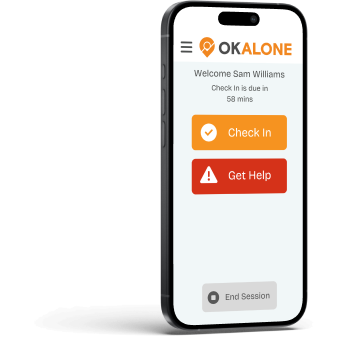 OKALONE
Welcome Sam Williams
Check In is due in
58 mins
Check In
Get Help
End Session